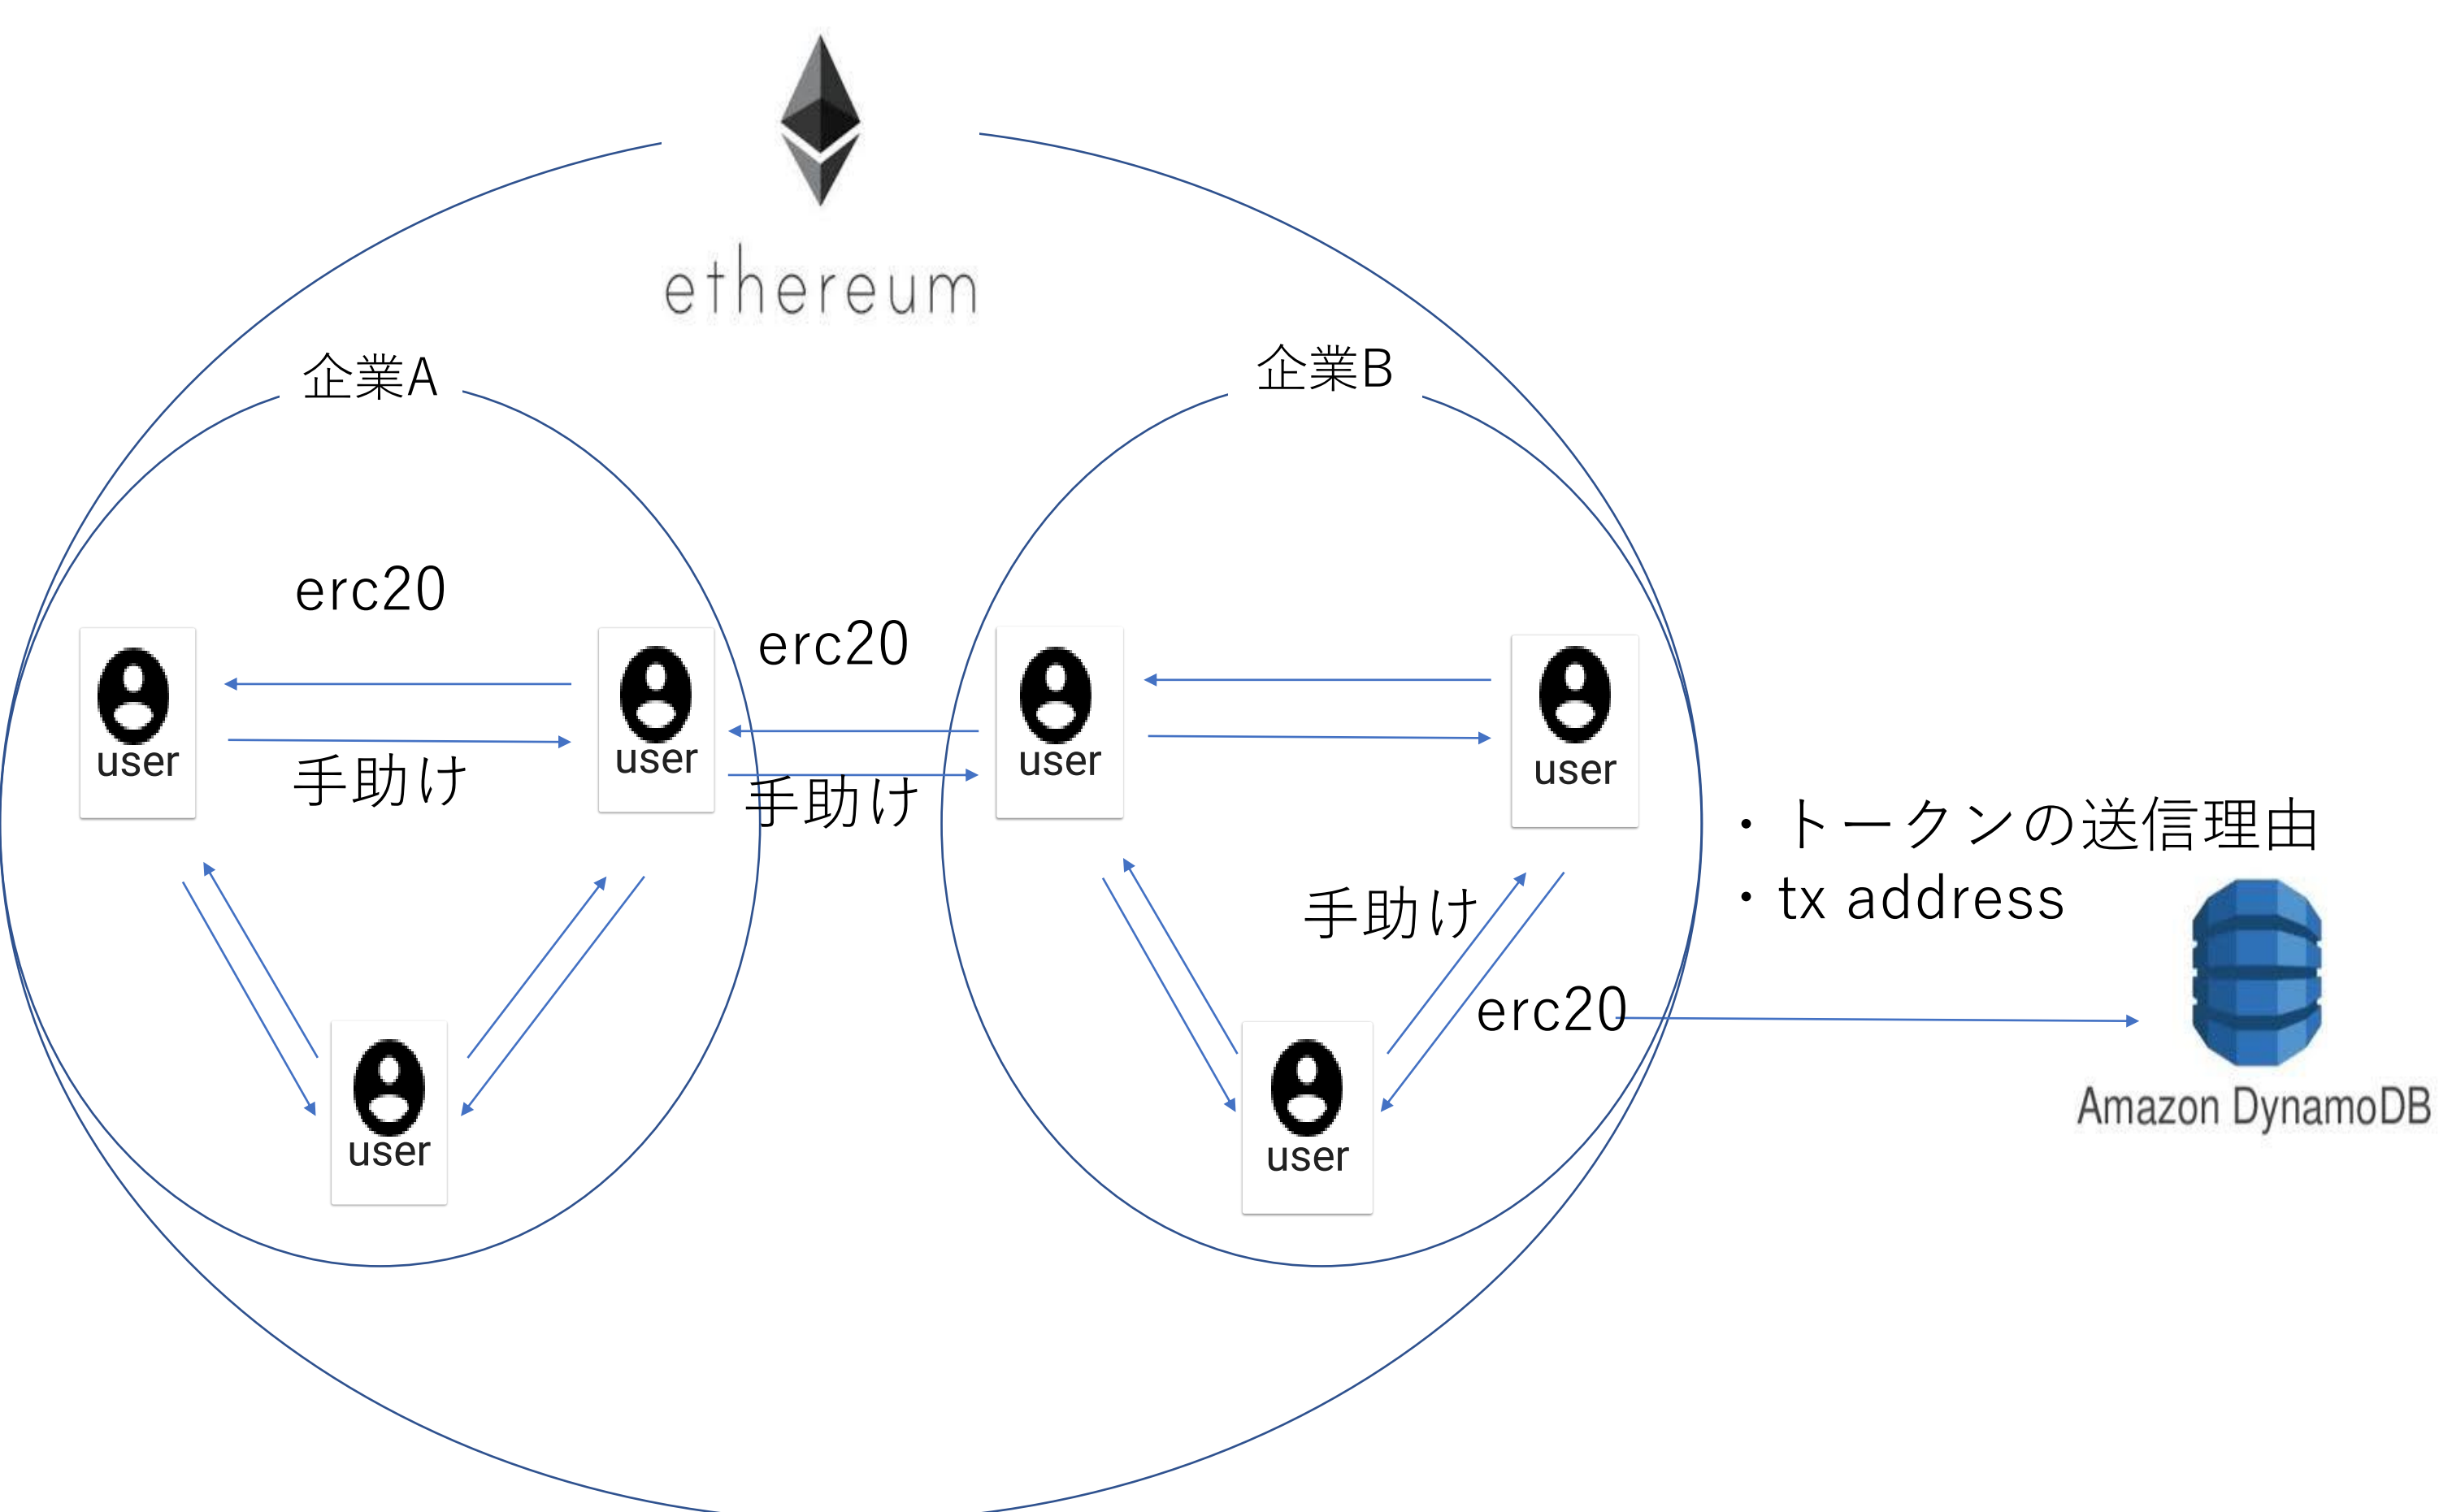 ethereum
企業A
企業B
erc20
erc20
user
user
user
user
手助け
手助け
・トークンの送信理由
・tx address
手助け
erc20
Amazon DynamoDB
user
user